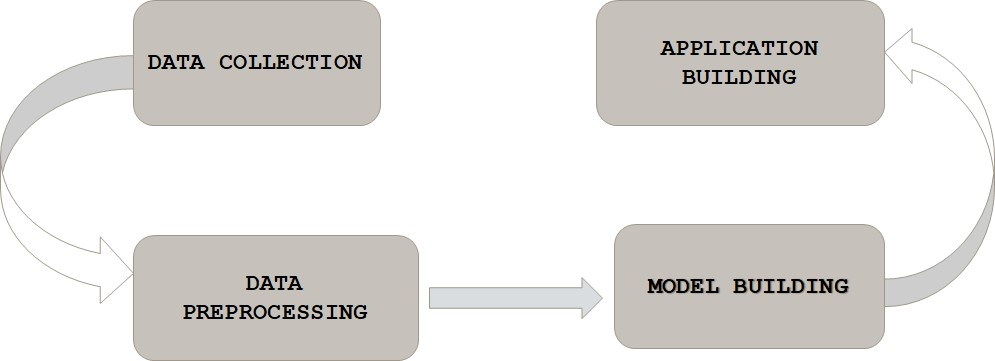 DATA COLLECTION
APPLICATION
BUILDING
DATA
PREPROCESSING
MODEL BUILDING